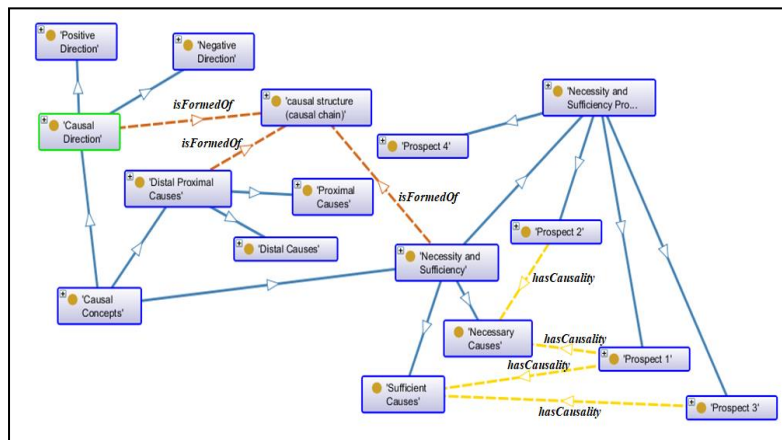 'Positive
Direction'
'Negative
Direction'
isFormedOf
'causal structure
(causal chain)'
'Necessity and
Sufficiency Pro...
'Causal
Direction'
isFormedOf
'Prospect 4'
'Distal Proximal
Causes'
'Proximal
Causes'
isFormedOf
'Prospect 2'
'Distal Causes'
'Necessity and
Sufficiency'
hasCausality
'Causal
Concepts'
'Necessary
Causes'
hasCausality
'Prospect 1'
hasCausality
'Sufficient
Causes'
hasCausality
'Prospect 3'